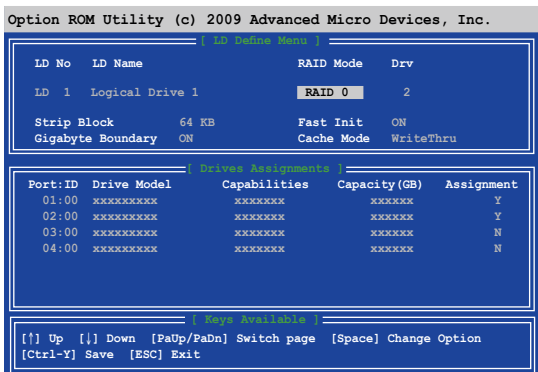 Option ROM Utility (c) 2009 Advanced Micro Devices, Inc.
[ LD Define Menu ]
LD No LD Name RAID Mode Drv
LD 1 Logical Drive 1 RAID 0 2
Strip Block 64 KB Fast Init ON
Gigabyte Boundary ON Cache Mode WriteThru
[ Drives Assignments ]
Port:ID Drive Model Capabilities Capacity(GB) Assignment
01:00 xxxxxxxxx xxxxxxx xxxxxx Y
02:00 xxxxxxxxx xxxxxxx xxxxxx Y
03:00 xxxxxxxxx xxxxxxx xxxxxx N
04:00 xxxxxxxxx xxxxxxx xxxxxx N
[ Keys Available ]
[↑] Up [↓] Down [PaUp/PaDn] Switch page [Space] Change Option
[Ctrl-Y] Save [ESC] Exit